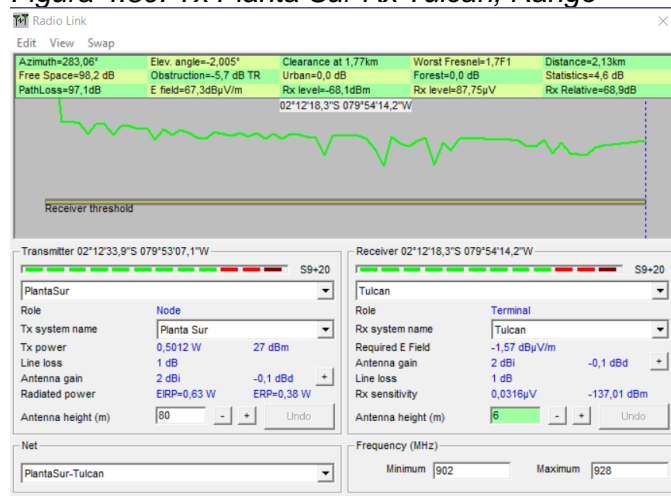 Radio Link
Edit View Swap
Azimuth=283,06° Elev. angle=-2,005° Clearance at 1,77km Worst Fresnel=1,7F1 Distance=2,13km
Free Space=98,2 dB Obstruction=-5,7 dB TR Urban=0,0 dB Forest=0,0 dB Statistics=4,6 dB
PathLoss=97,1dB E field=67,3dBµV/m Rx level=-68,1dBm Rx level=87,75µV Rx Relative=68,9dB
02°12'18,3"S 079°54'14,2"W
Receiver threshold
Transmitter 02°12'33,9"S 079°53'07,1"W
S9+20
PlantaSur
Role Node
Tx system name Planta Sur
Tx power 0,5012 W 27 dBm
Line loss 1 dB
Antenna gain 2 dBi -0,1 dBd +
Radiated power EIRP=0,63 W ERP=0,38 W
Antenna height (m) 80 - + Undo
Net
PlantaSur-Tulcan
Receiver 02°12'18,3"S 079°54'14,2"W
S9+20
Tulcan
Role Terminal
Rx system name Tulcan
Required E Field -1,57 dBµV/m
Antenna gain 2 dBi -0,1 dBd +
Line loss 1 dB
Rx sensitivity 0,0316µV -137,01 dBm
Antenna height (m) 6 - + Undo
Frequency (MHz)
Minimum 902 Maximum 928